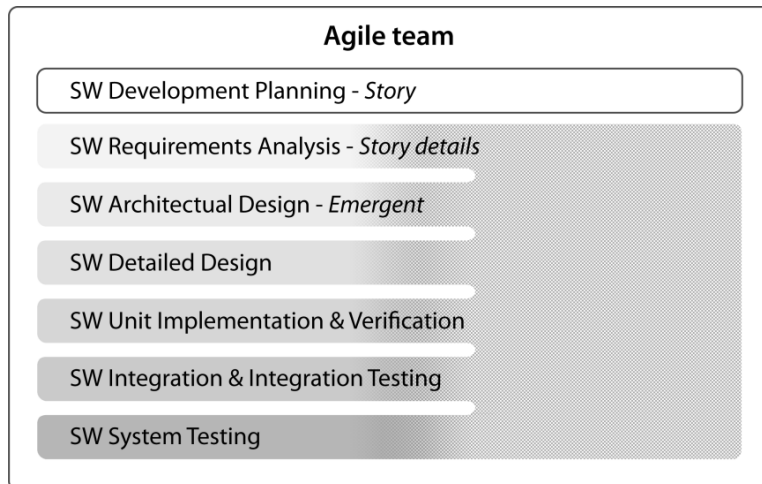 Agile team
SW Development Planning - Story
SW Requirements Analysis - Story details
SW Architectual Design - Emergent
SW Detailed Design
SW Unit Implementation & Verification
SW Integration & Integration Testing
SW System Testing